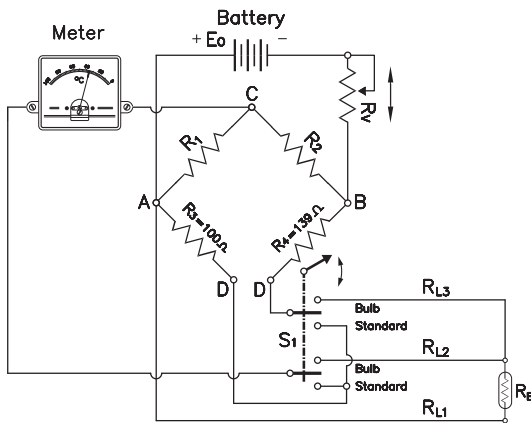 Battery
+ Eo −
Meter
°C
C
R1
R2
Rv
A
B
R3=100Ω
R4=139Ω
D
D
RL3
Bulb
Standard
S1
RL2
Bulb
Standard
RB
RL1